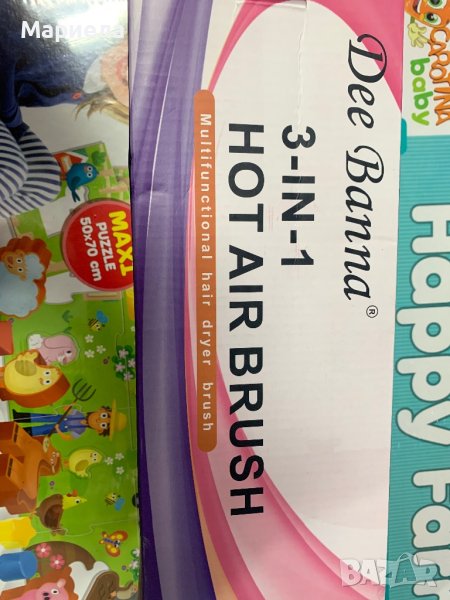 Мариела
CAROTINA
baby
Happy Far
Dee Banna®
3-IN-1
HOT AIR BRUSH
Multifunctional hair dryer brush
MAXI
PUZZLE
50x70 cm
BAZAR